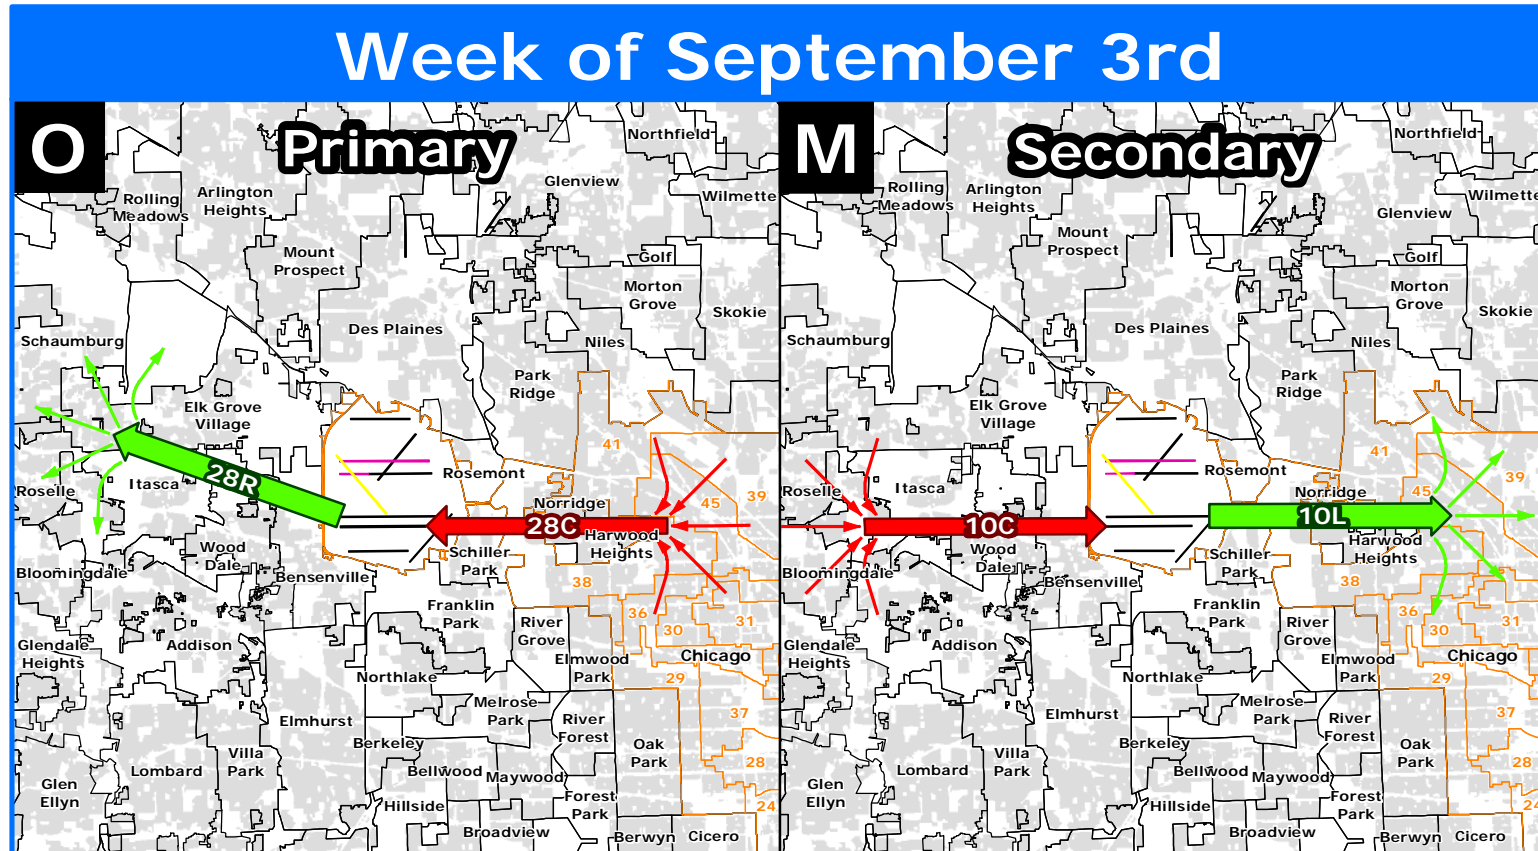 Week of September 3rd
O
Primary
Northfield
Rolling
Meadows
Arlington
Heights
Glenview
Wilmette
Mount
Prospect
Golf
Morton
Grove
Skokie
Schaumburg
Des Plaines
Niles
Park
Ridge
Elk Grove
Village
41
28R
Rosemont
Roselle
Itasca
Norridge
45
39
28C
Harwood
Heights
Wood
Dale
Schiller
Park
Bloomingdale
Bensenville
38
Franklin
Park
36
River
Grove
30
31
Glendale
Heights
Addison
Elmwood
Park
Chicago
Northlake
29
Melrose
Park
Elmhurst
River
Forest
37
Berkeley
Oak
Park
Villa
Park
Lombard
Bellwood
Maywood
28
Glen
Ellyn
Hillside
Forest
Park
24
Broadview
Berwyn
Cicero
M
Secondary
Northfield
Rolling
Meadows
Arlington
Heights
Glenview
Wilmette
Mount
Prospect
Golf
Morton
Grove
Skokie
Schaumburg
Des Plaines
Niles
Park
Ridge
Elk Grove
Village
41
Rosemont
Roselle
Itasca
Norridge
45
39
10C
10L
Harwood
Heights
Wood
Dale
Schiller
Park
Bloomingdale
Bensenville
38
Franklin
Park
36
River
Grove
30
31
Glendale
Heights
Addison
Elmwood
Park
Chicago
Northlake
29
Melrose
Park
Elmhurst
River
Forest
37
Berkeley
Oak
Park
Villa
Park
Lombard
Bellwood
Maywood
28
Glen
Ellyn
Hillside
Forest
Park
Broadview
Berwyn
Cicero